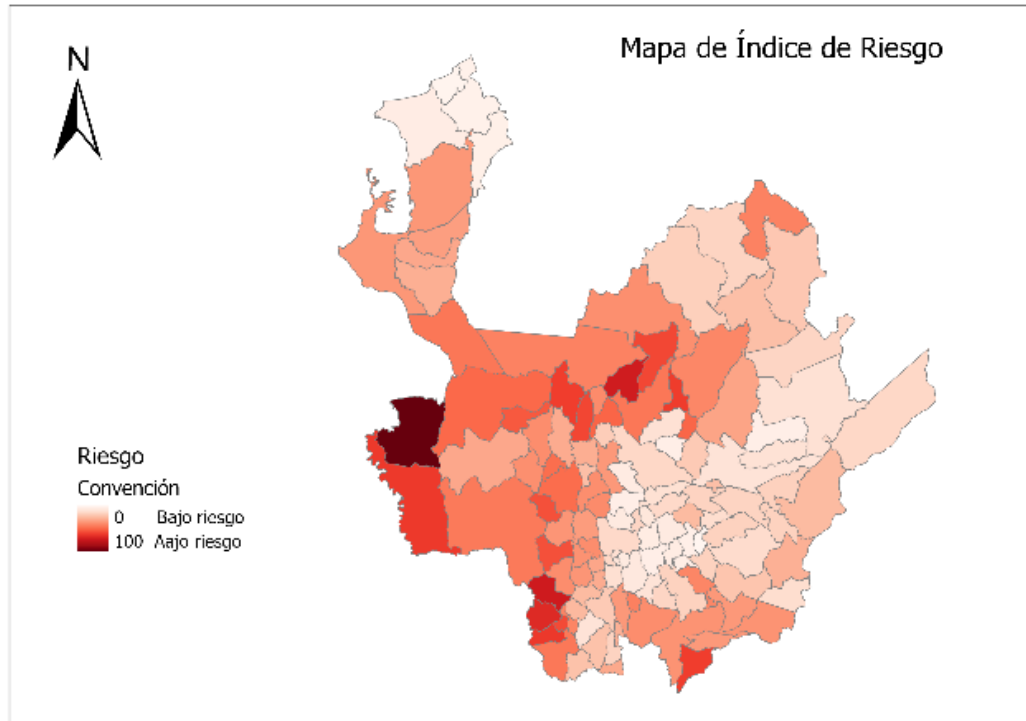 N
Mapa de Índice de Riesgo
Riesgo
Convención
0 Bajo riesgo
100 Aajo riesgo